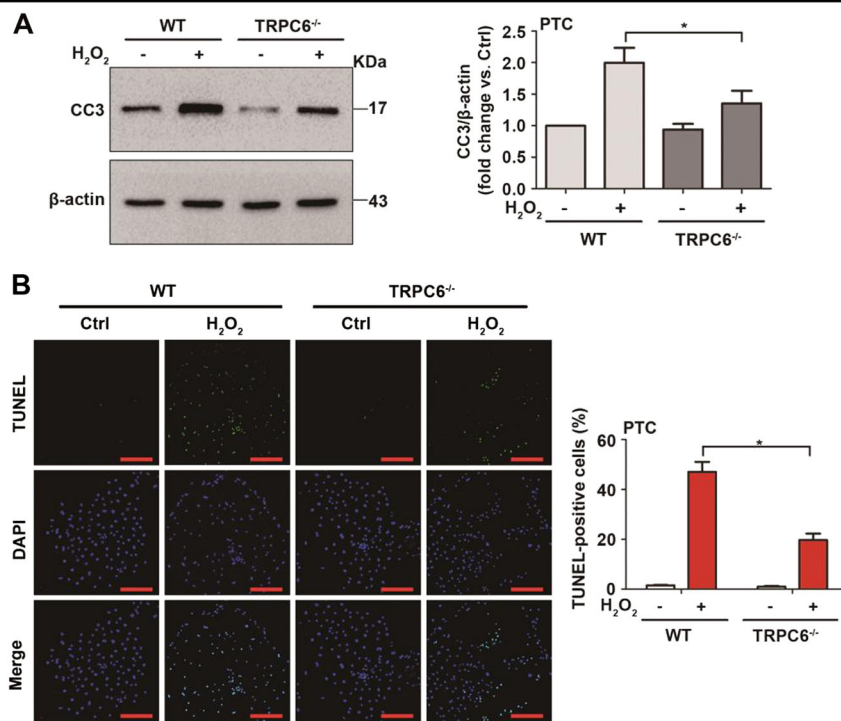 A
WT TRPC6-/-
H2O2 - + - + KDa
CC3 17
β-actin 43
PTC
*
CC3/β-actin
(fold change vs. Ctrl)
2.5
2.0
1.5
1.0
0.5
0.0
H2O2 - + - +
WT TRPC6-/-
B
WT TRPC6-/-
Ctrl H2O2 Ctrl H2O2
TUNEL
DAPI
Merge
PTC
*
TUNEL-positive cells (%)
60
40
20
0
H2O2 - + - +
WT TRPC6-/-